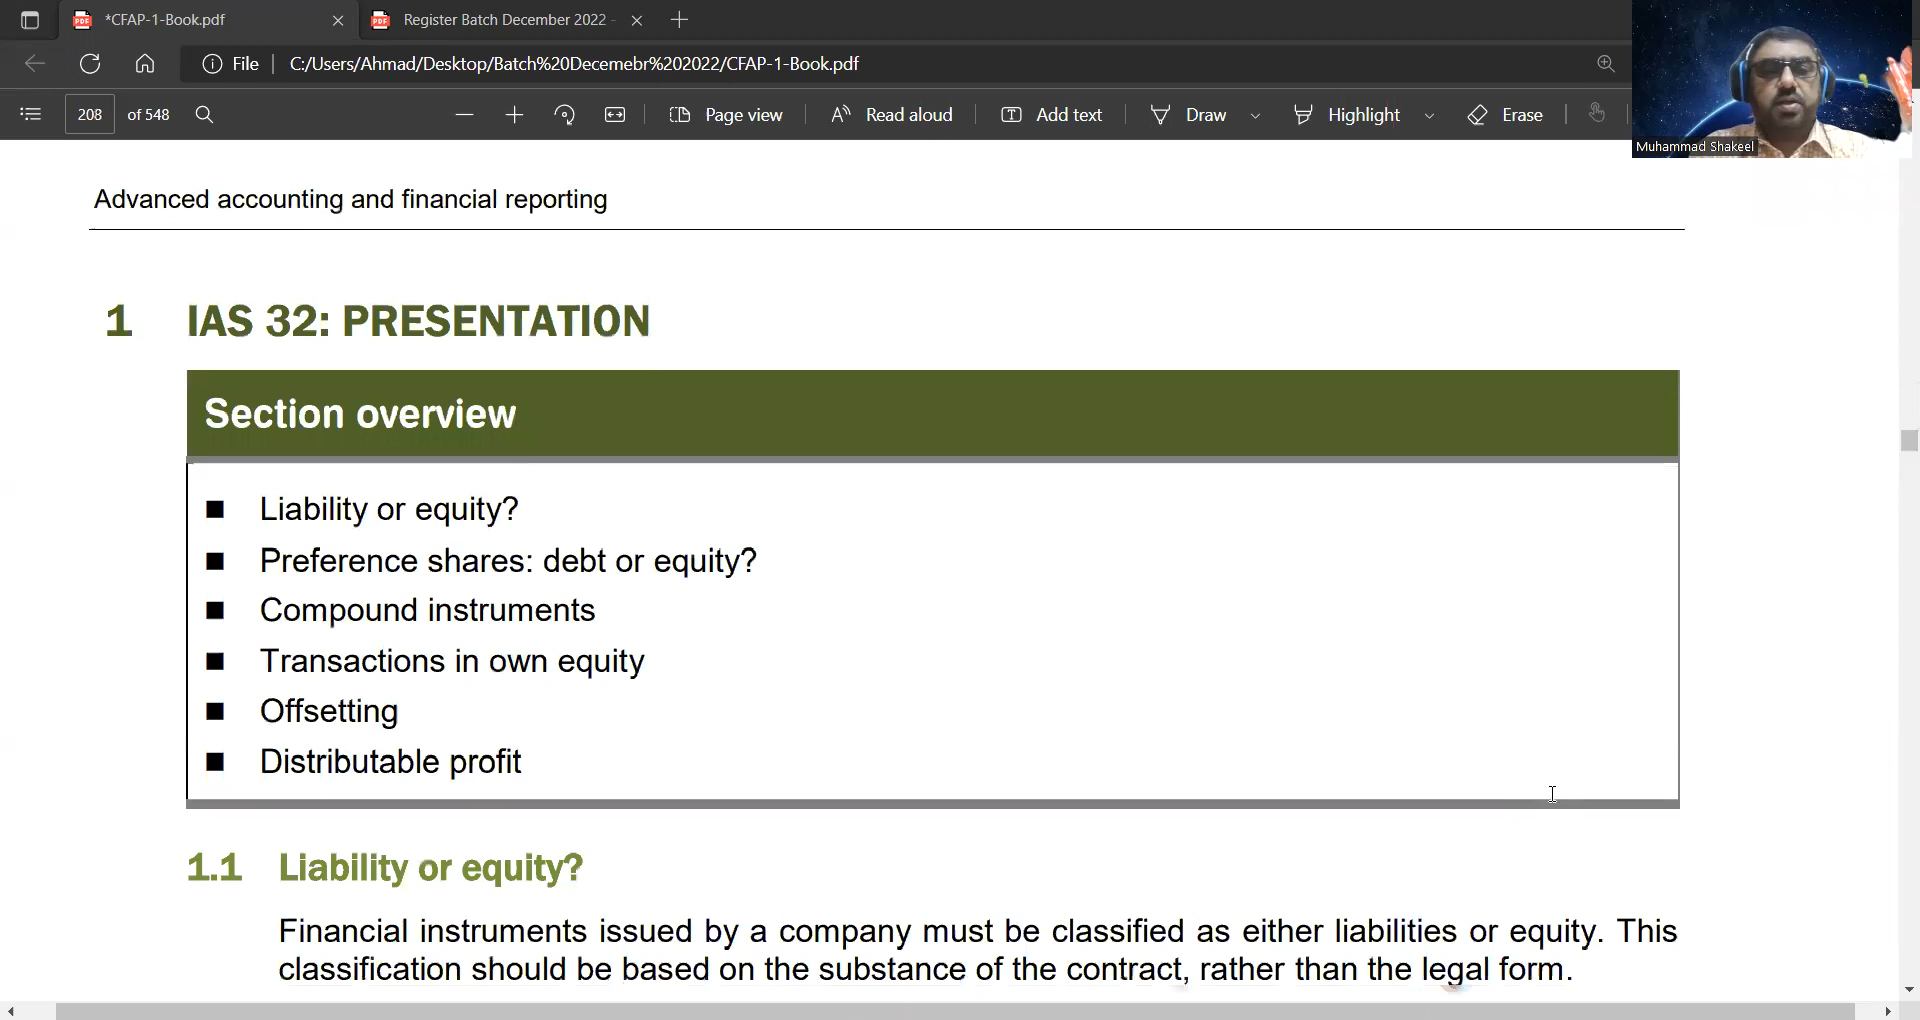 *CFAP-1-Book.pdf
Register Batch December 2022 -
File
C:/Users/Ahmad/Desktop/Batch%20Decemebr%202022/CFAP-1-Book.pdf
208 of 548
Page view
Read aloud
Add text
Draw
Highlight
Erase
Muhammad Shakeel
Advanced accounting and financial reporting
1 IAS 32: PRESENTATION
Section overview
■ Liability or equity?
■ Preference shares: debt or equity?
■ Compound instruments
■ Transactions in own equity
■ Offsetting
■ Distributable profit
1.1 Liability or equity?
Financial instruments issued by a company must be classified as either liabilities or equity. This
classification should be based on the substance of the contract, rather than the legal form.